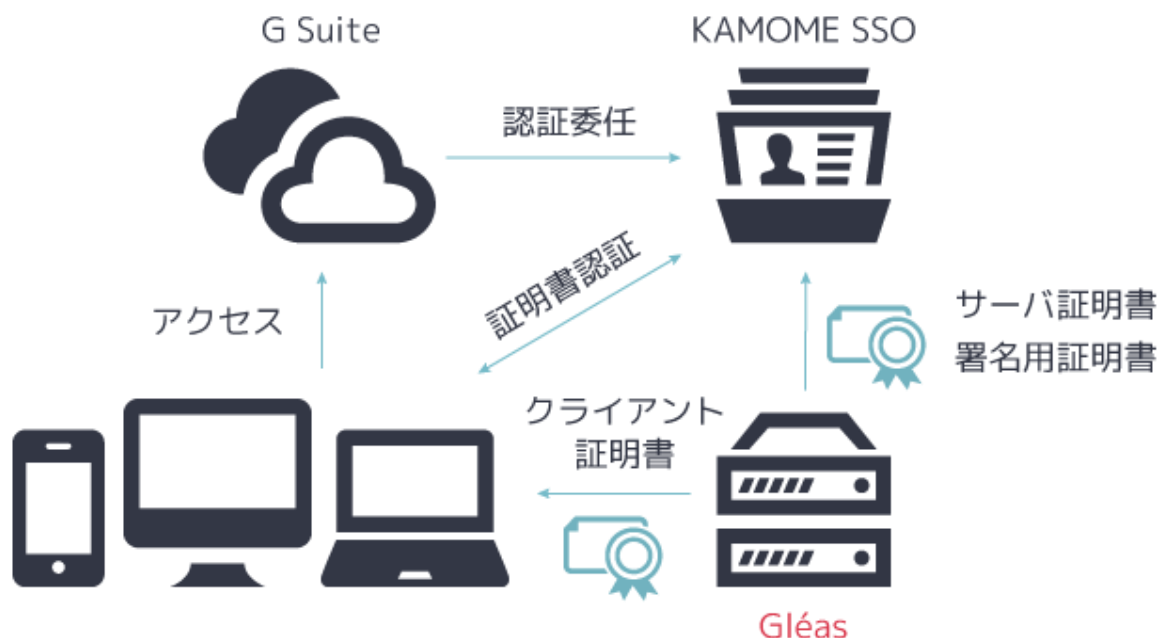 G Suite
KAMOME SSO
認証委任
証明書認証
アクセス
サーバ証明書
署名用証明書
クライアント
証明書
Gléas